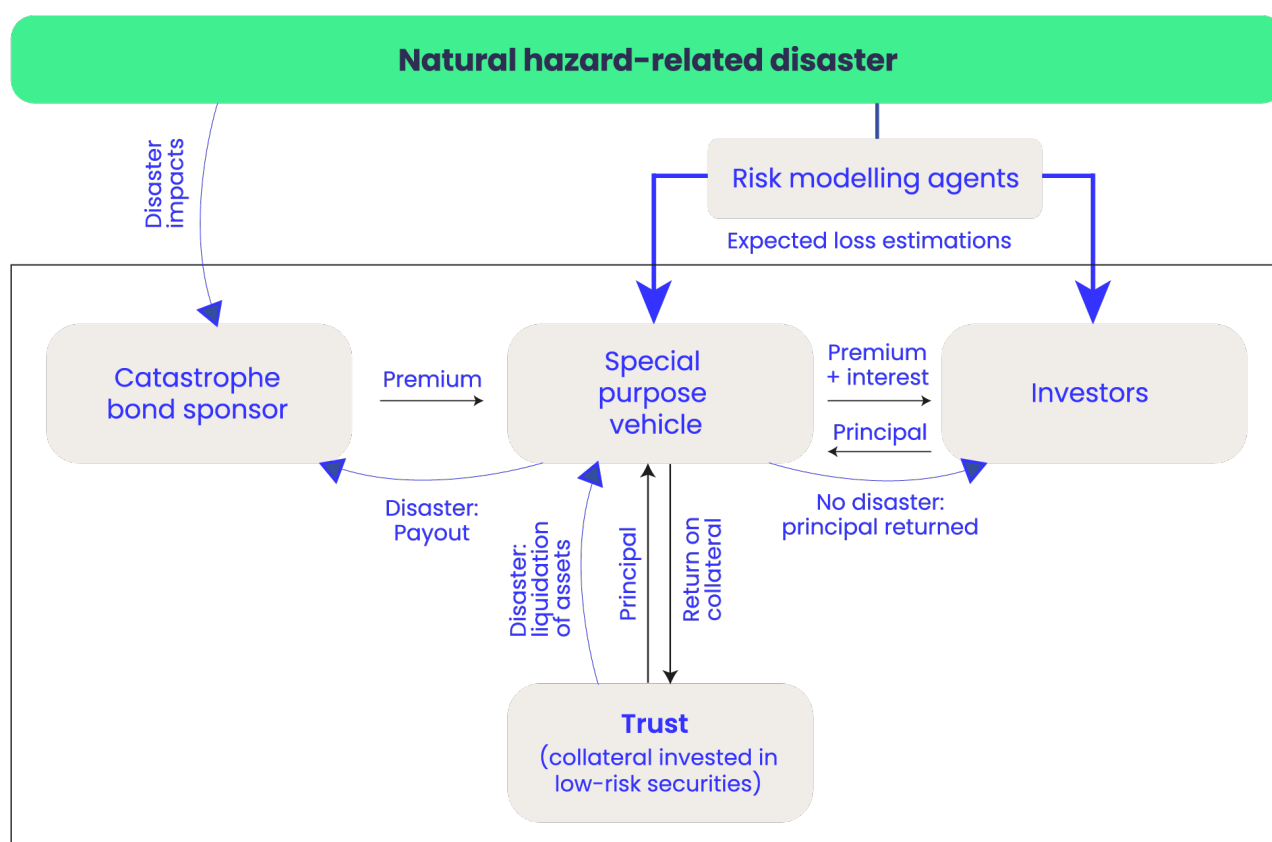 Natural hazard-related disaster
Disaster
impacts
Risk modelling agents
Expected loss estimations
Catastrophe
bond sponsor
Premium
Special
purpose
vehicle
Premium
+ interest
Principal
Investors
Disaster:
Payout
No disaster:
principal returned
Disaster:
liquidation
of assets
Principal
Return on
collateral
Trust
(collateral invested in
low-risk securities)